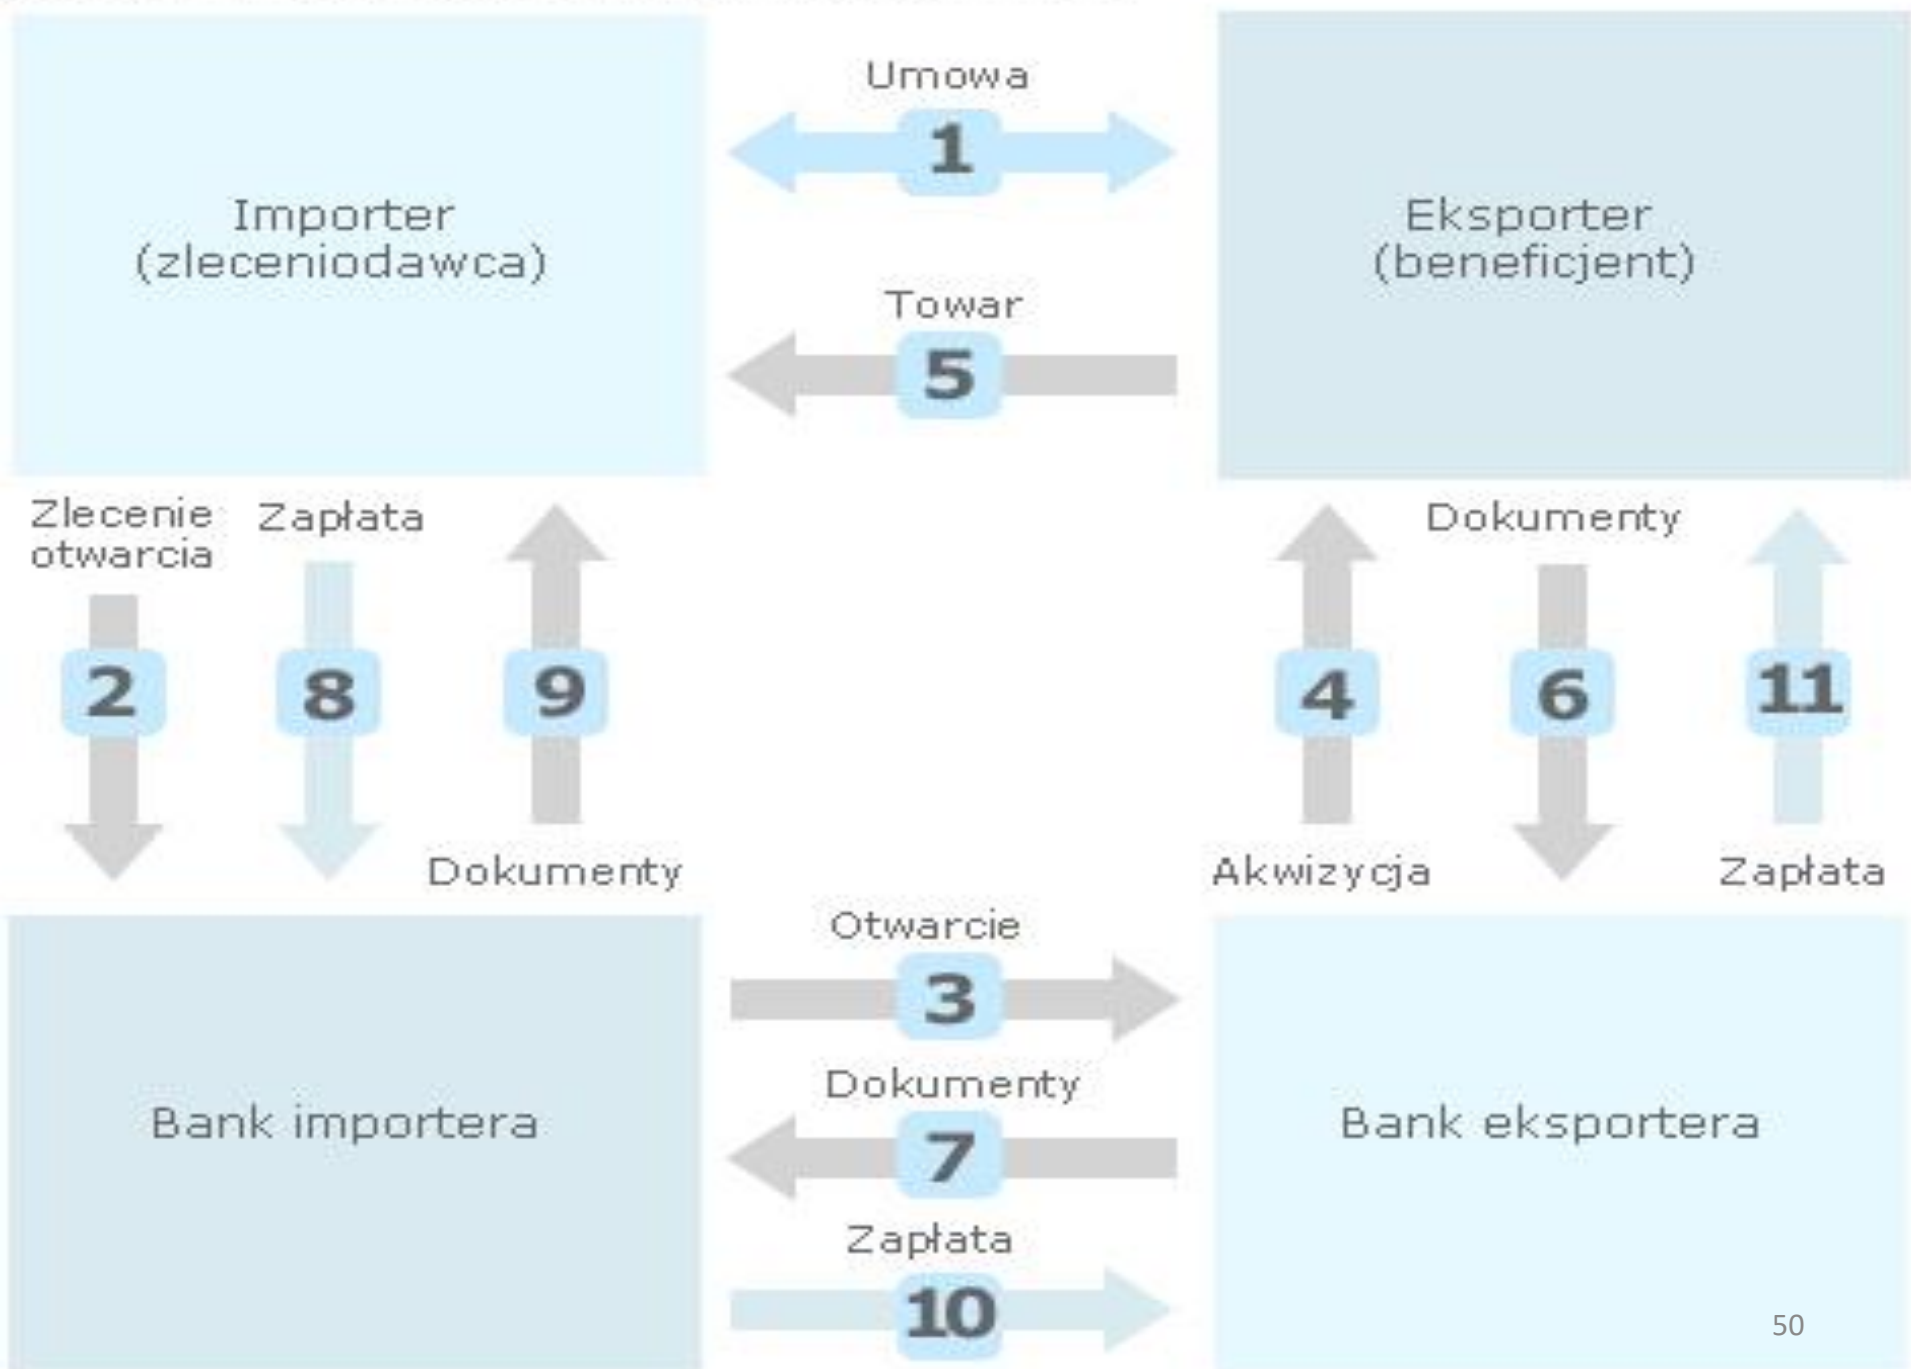 Umowa
1
Importer
(zleceniodawca)
Eksporter
(beneficjent)
Towar
5
Zlecenie
otwarcia
Zapłata
Dokumenty
2
8
9
4
6
11
Dokumenty
Akwizycja
Zapłata
Otwarcie
3
Dokumenty
Bank importera
Bank eksportera
7
Zapłata
10
50